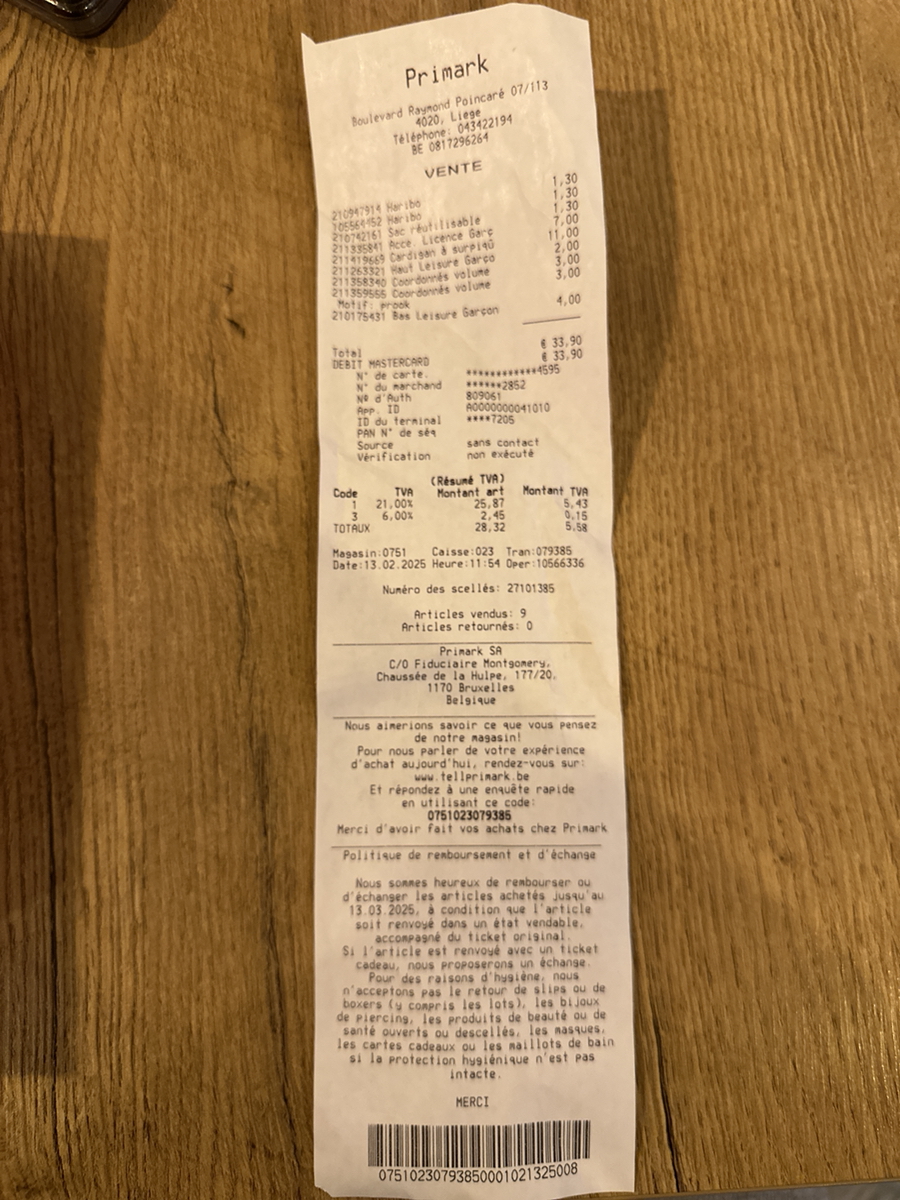 Primark
Boulevard Raymond Poincaré 07/113
4020, Liege
Téléphone: 043422194
BE 0817296264
VENTE
210947914 Haribo 1,30
105564452 Haribo 1,30
210742161 Sac réutilisable 1,30
211335841 Acce. Licence Garç 7,00
211419669 Cardigan à surpiqû 11,00
211263321 Haut Leisure Garço 2,00
211358340 Coordonnés volume 3,00
211359555 Coordonnés volume 3,00
Motif: prook
210175431 Bas Leisure Garçon 4,00
Total € 33,90
DEBIT MASTERCARD € 33,90
N° de carte. ************4595
N° du marchand ******2852
Nº d'Auth 809061
App. ID A0000000041010
ID du terminal ****7205
PAN N° de séq
Source sans contact
Vérification non exécuté
(Résumé TVA)
Code TVA Montant art Montant TVA
1 21,00% 25,87 5,43
3 6,00% 2,45 0,15
TOTAUX 28,32 5,58
Magasin:0751 Caisse:023 Tran:079385
Date:13.02.2025 Heure:11:54 Oper:10566336
Numéro des scellés: 27101385
Articles vendus: 9
Articles retournés: 0
Primark SA
C/O Fiduciaire Montgomery,
Chaussée de la Hulpe, 177/20,
1170 Bruxelles
Belgique
Nous aimerions savoir ce que vous pensez
de notre magasin!
Pour nous parler de votre expérience
d'achat aujourd'hui, rendez-vous sur:
www.tellprimark.be
Et répondez à une enquête rapide
en utilisant ce code:
0751023079385
Merci d'avoir fait vos achats chez Primark
Politique de remboursement et d'échange
Nous sommes heureux de rembourser ou
d'échanger les articles achetés jusqu'au
13.03.2025, à condition que l'article
soit renvoyé dans un état vendable,
accompagné du ticket original.
Si l'article est renvoyé avec un ticket
cadeau, nous proposerons un échange.
Pour des raisons d'hygiène, nous
n'acceptons pas le retour de slips ou de
boxers (y compris les lots), les bijoux
de piercing, les produits de beauté ou de
santé ouverts ou descellés, les masques,
les cartes cadeaux ou les maillots de bain
si la protection hygiénique n'est pas
intacte.
MERCI
07510230793850001021325008